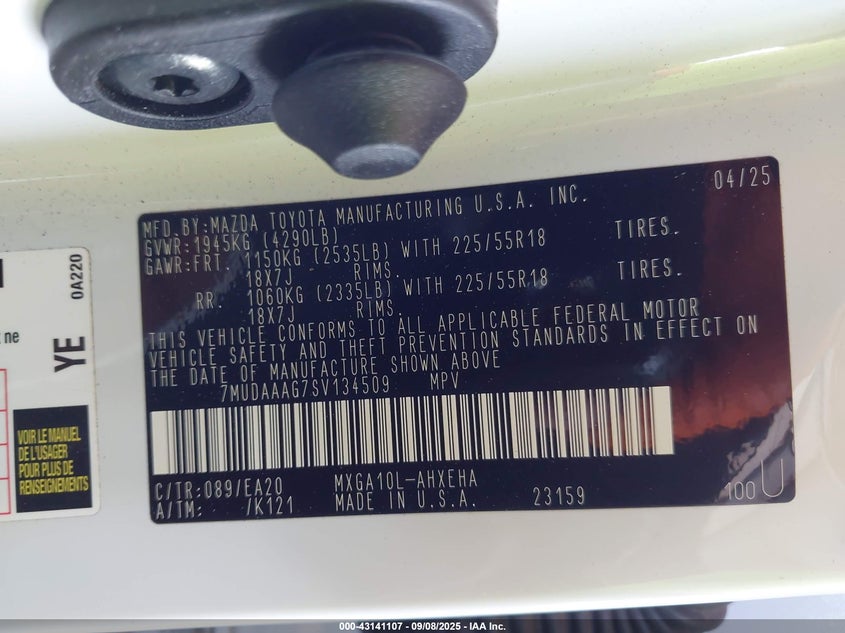 04/25
MFD.BY:MAZDA TOYOTA MANUFACTURING U.S.A. INC.
GVWR:1945KG (4290LB)
GAWR:FRT. 1150KG (2535LB) WITH 225/55R18 TIRES.
18X7J RIMS.
RR. 1060KG (2335LB) WITH 225/55R18 TIRES.
18X7J RIMS.
THIS VEHICLE CONFORMS TO ALL APPLICABLE FEDERAL MOTOR
VEHICLE SAFETY AND THEFT PREVENTION STANDARDS IN EFFECT ON
THE DATE OF MANUFACTURE SHOWN ABOVE
7MUDAAAG7SV134509 MPV
C/TR:089/EA20 MXGA10L-AHXEHA
A/TM: /K121 MADE IN U.S.A. 23159
100 U
0A220
ne
YE
VOIR LE MANUEL
DE L'USAGER
POUR PLUS DE
RENSEIGNEMENTS
000-43141107 - 09/08/2025 - IAA Inc.